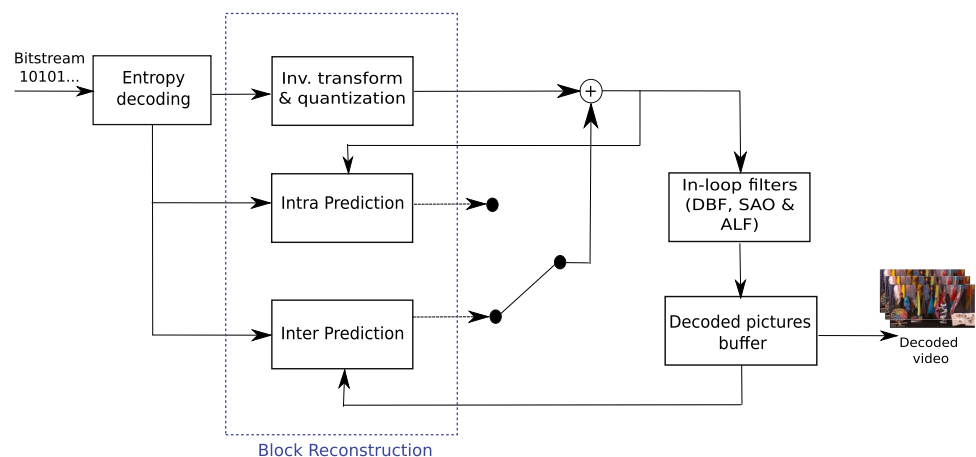 Bitstream
10101...
Entropy
decoding
Inv. transform
& quantization
+
Intra Prediction
Inter Prediction
Block Reconstruction
In-loop filters
(DBF, SAO &
ALF)
Decoded pictures
buffer
Decoded
video